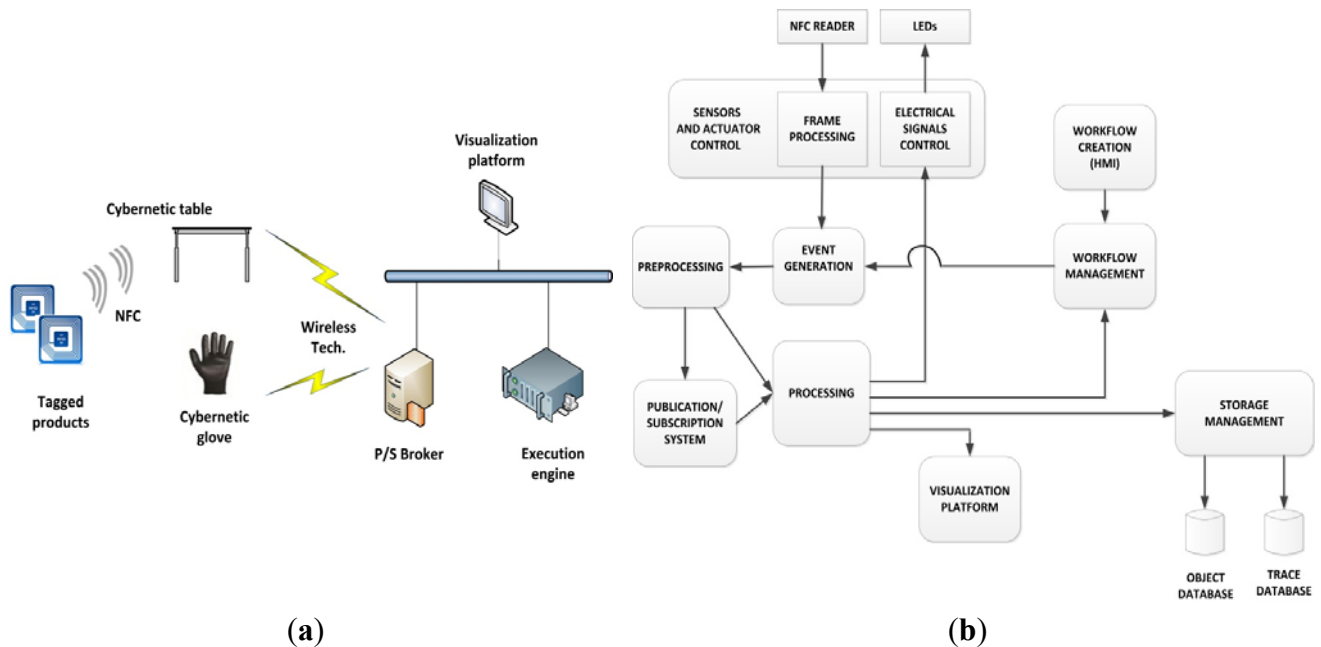 Visualization
platform
Cybernetic table
NFC
Wireless
Tech.
Tagged
products
Cybernetic
glove
P/S Broker
Execution
engine
(a)
NFC READER
LEDs
SENSORS
AND ACTUATOR
CONTROL
FRAME
PROCESSING
ELECTRICAL
SIGNALS
CONTROL
WORKFLOW
CREATION
(HMI)
PREPROCESSING
EVENT
GENERATION
WORKFLOW
MANAGEMENT
PUBLICATION/
SUBSCRIPTION
SYSTEM
PROCESSING
STORAGE
MANAGEMENT
VISUALIZATION
PLATFORM
OBJECT
DATABASE
TRACE
DATABASE
(b)